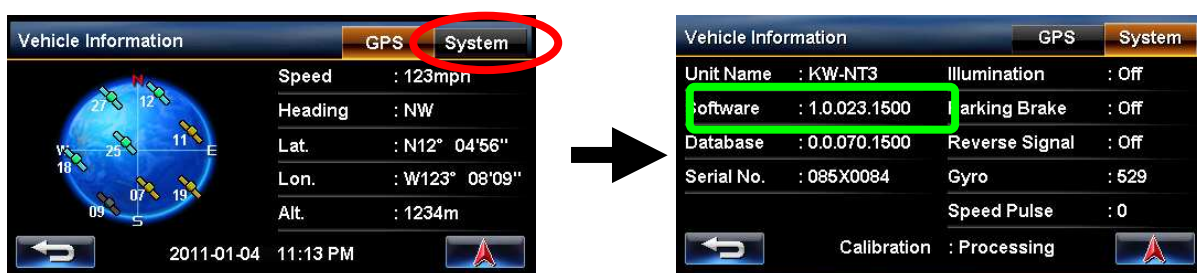 Vehicle Information GPS System
N
27 12
11
W 25 E
18
07 19
09
S
Speed : 123mph
Heading : NW
Lat. : N12° 04'56"
Lon. : W123° 08'09"
Alt. : 1234m
2011-01-04 11:13 PM
Vehicle Information GPS System
Unit Name : KW-NT3 Illumination : Off
Software : 1.0.023.1500 Parking Brake : Off
Database : 0.0.070.1500 Reverse Signal : Off
Serial No. : 085X0084 Gyro : 529
Speed Pulse : 0
Calibration : Processing